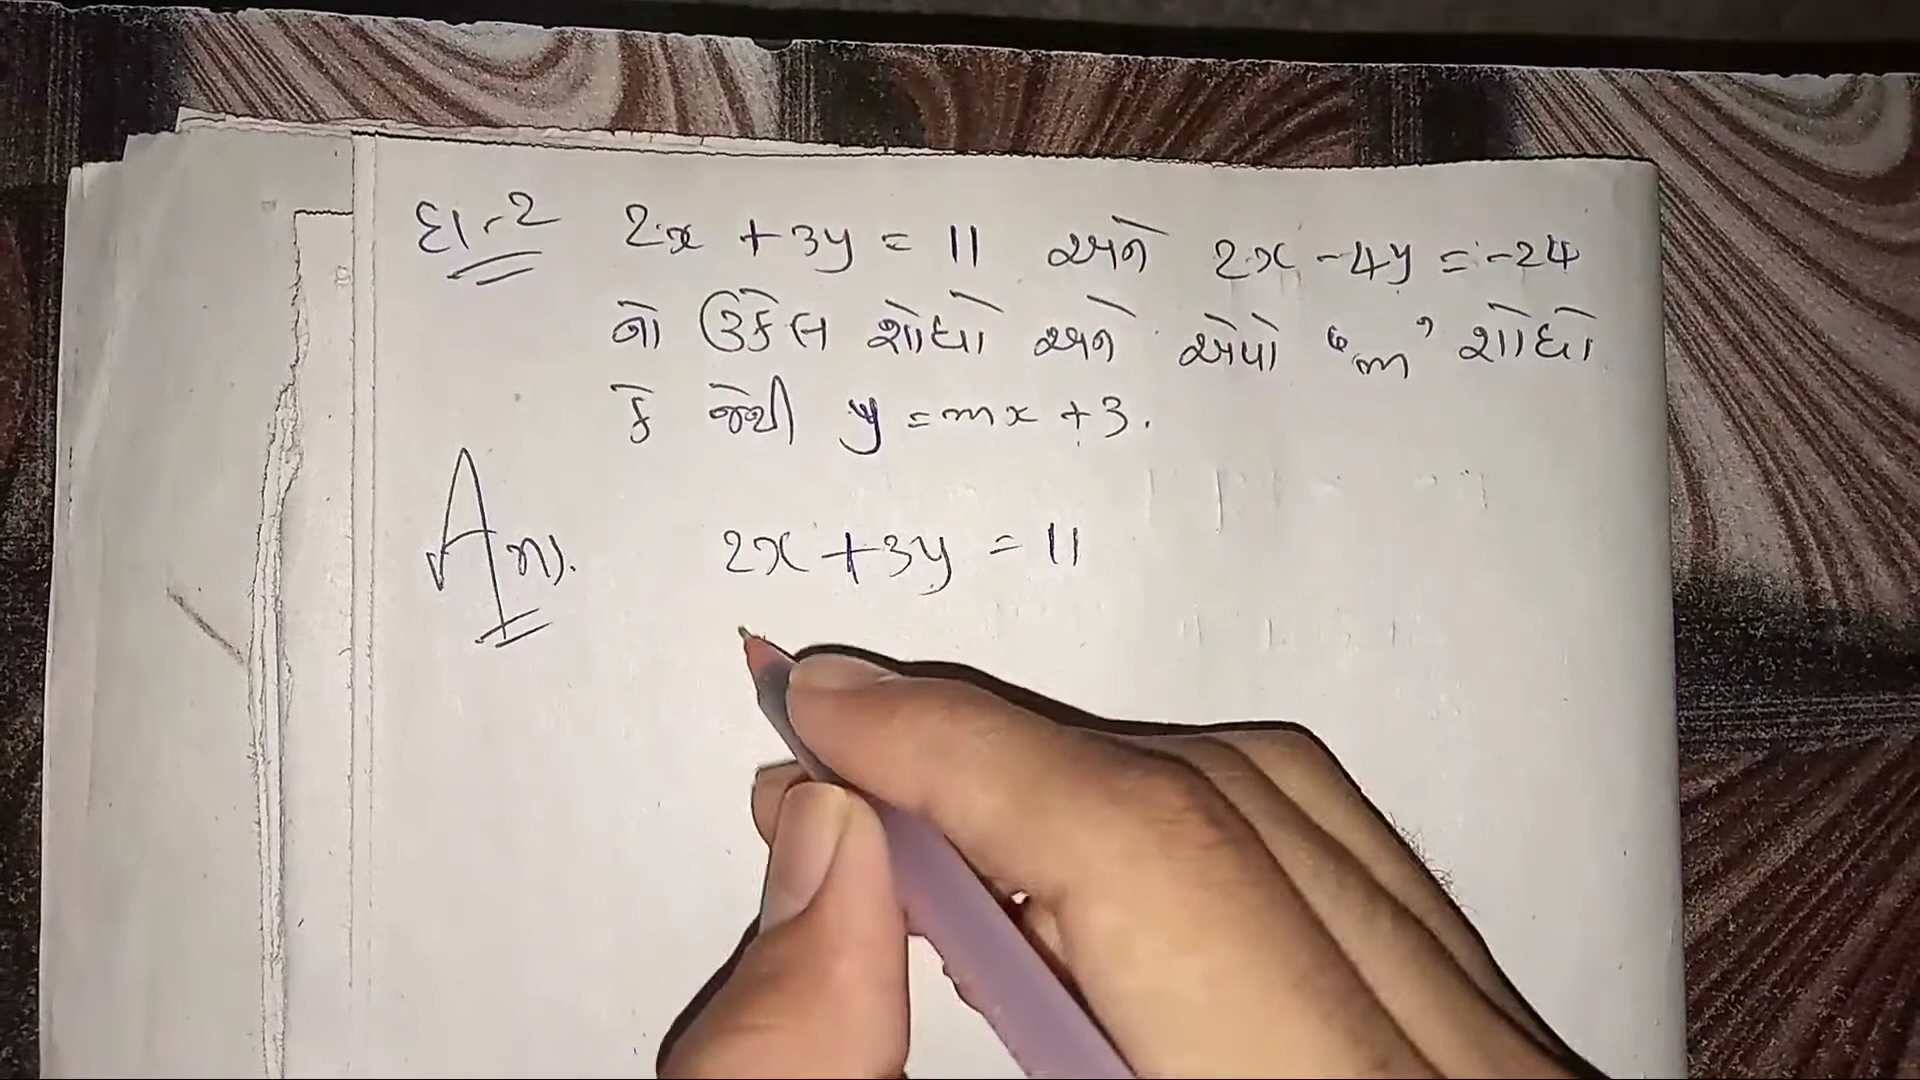 દા-2 2x + 3y = 11 અને 2x - 4y = -24
નો ઉકેલ શોધો અને એવો 'm' શોધો
કે જેથી y = mx + 3.
Ans. 2x + 3y = 11